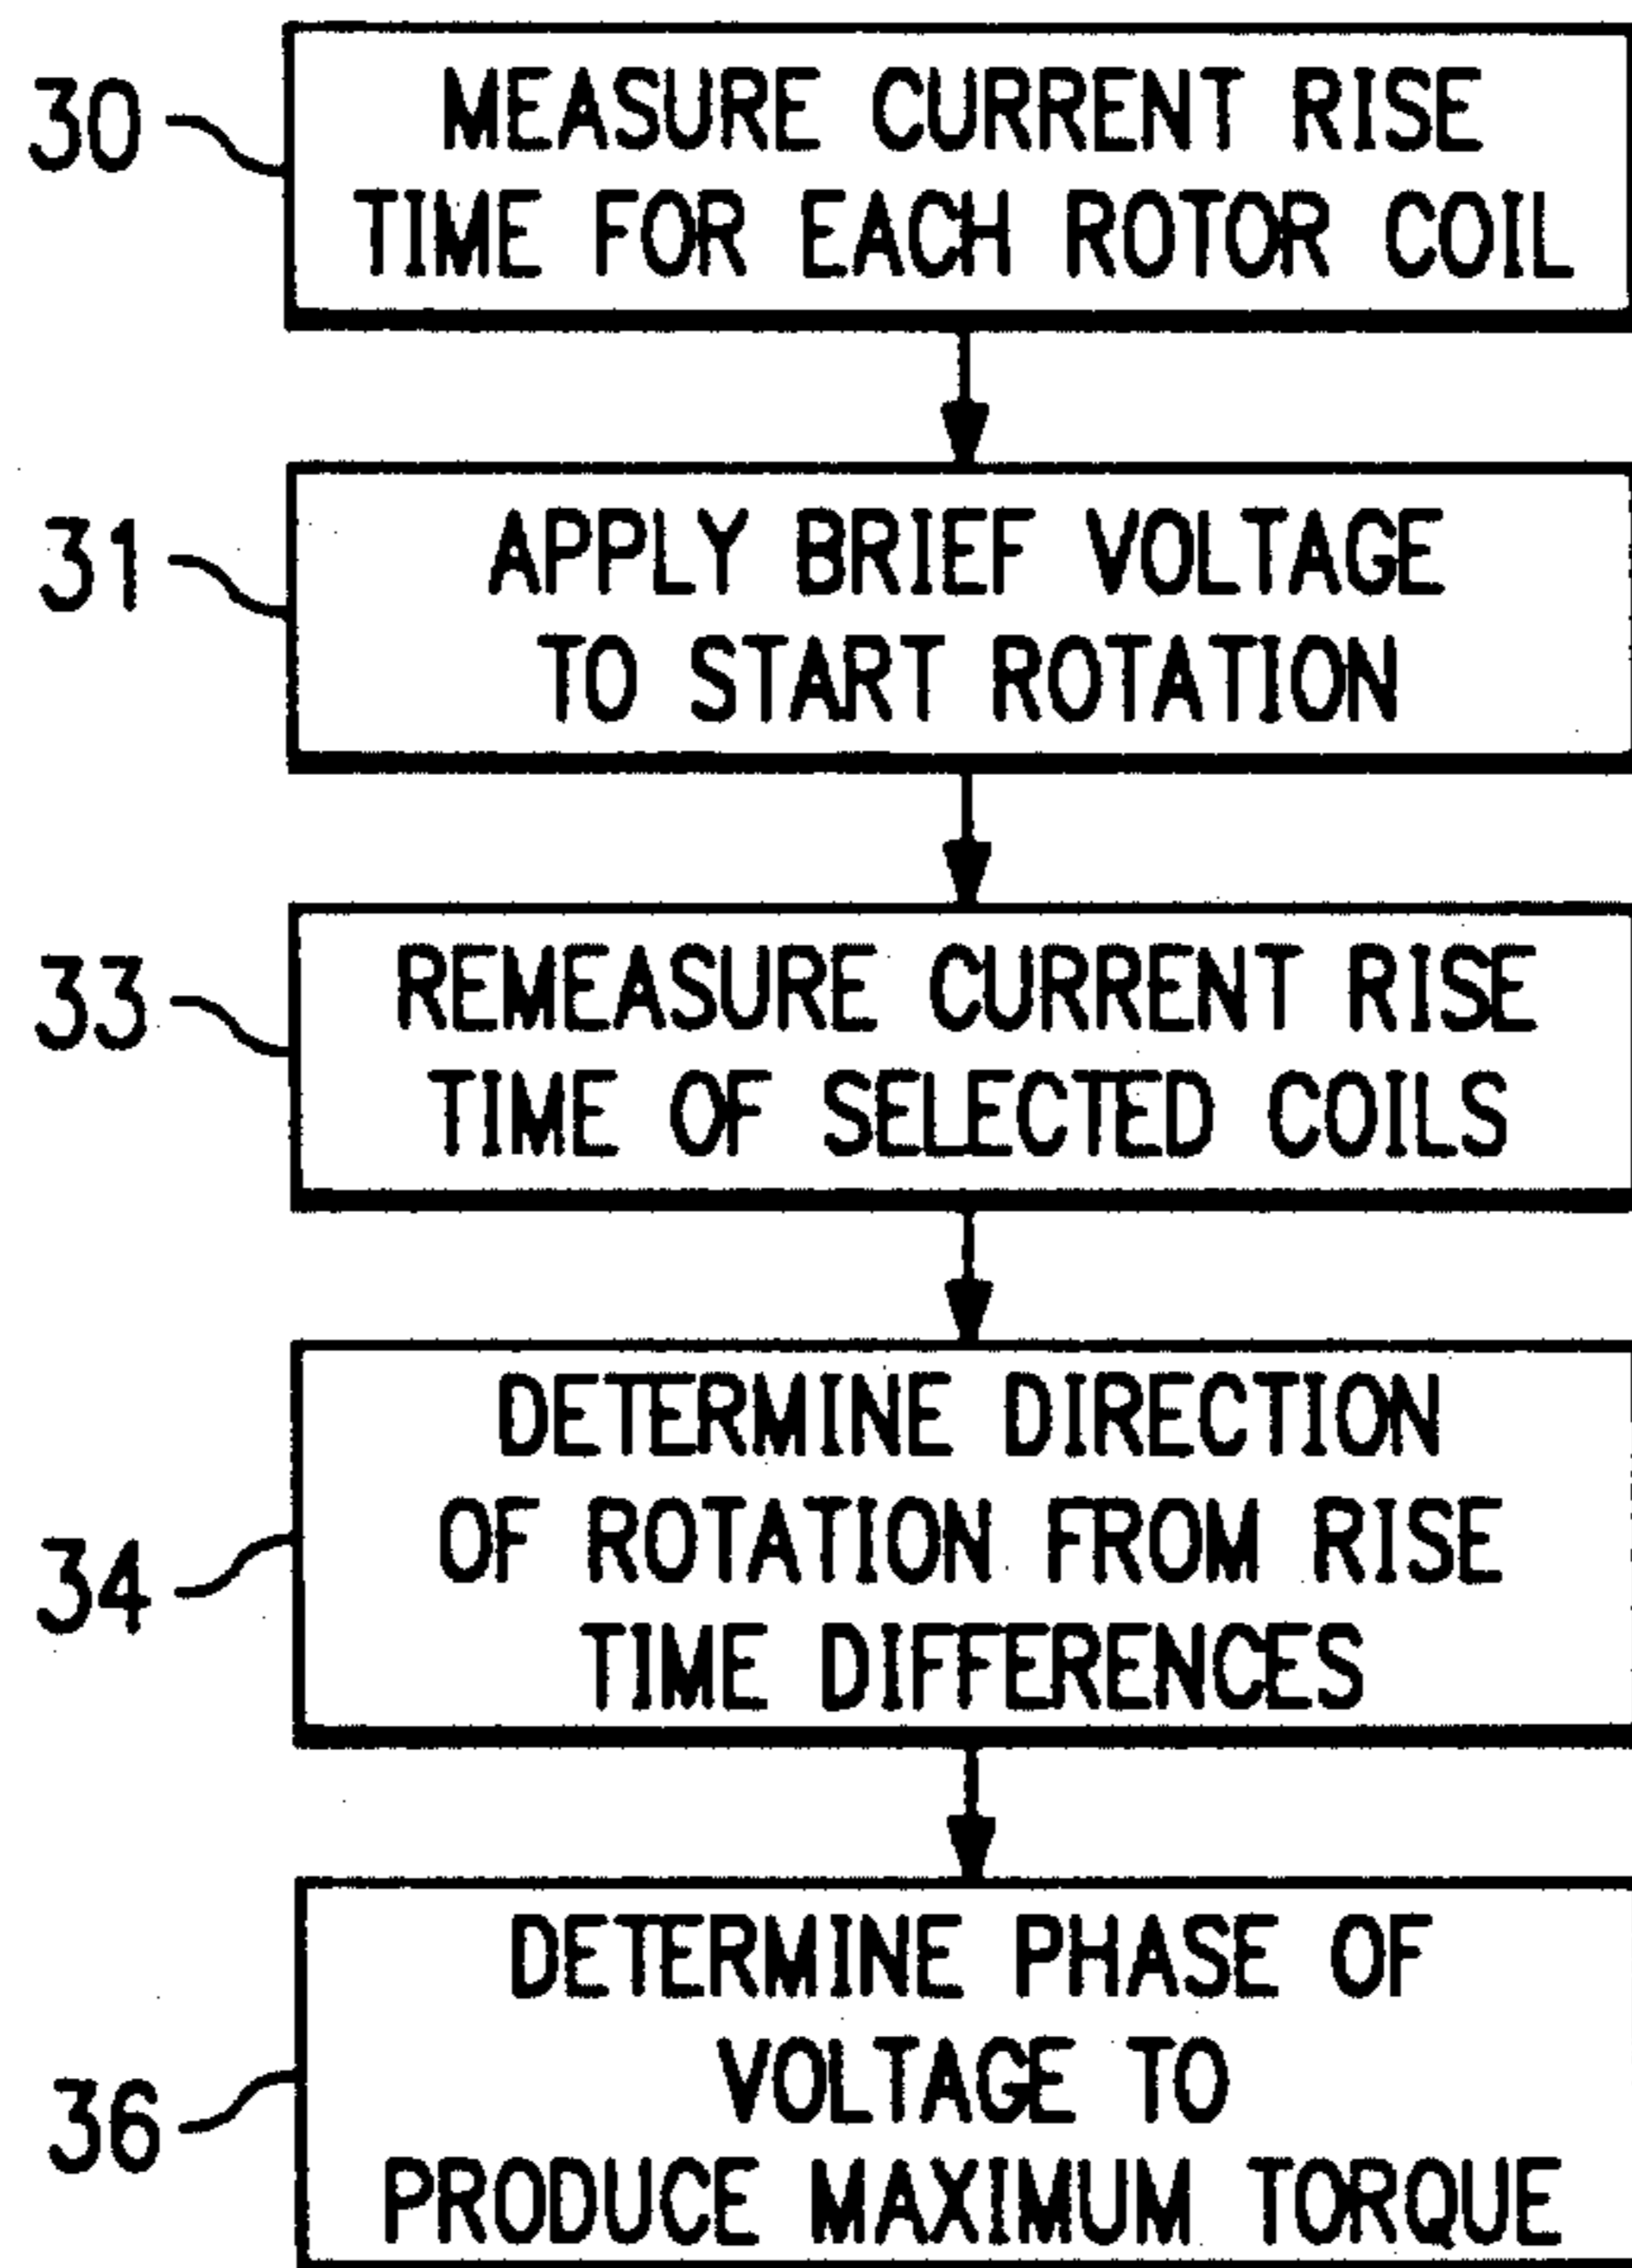 30
MEASURE CURRENT RISE
TIME FOR EACH ROTOR COIL
31
APPLY BRIEF VOLTAGE
TO START ROTATION
33
REMEASURE CURRENT RISE
TIME OF SELECTED COILS
34
DETERMINE DIRECTION
OF ROTATION FROM RISE
TIME DIFFERENCES
36
DETERMINE PHASE OF
VOLTAGE TO
PRODUCE MAXIMUM TORQUE